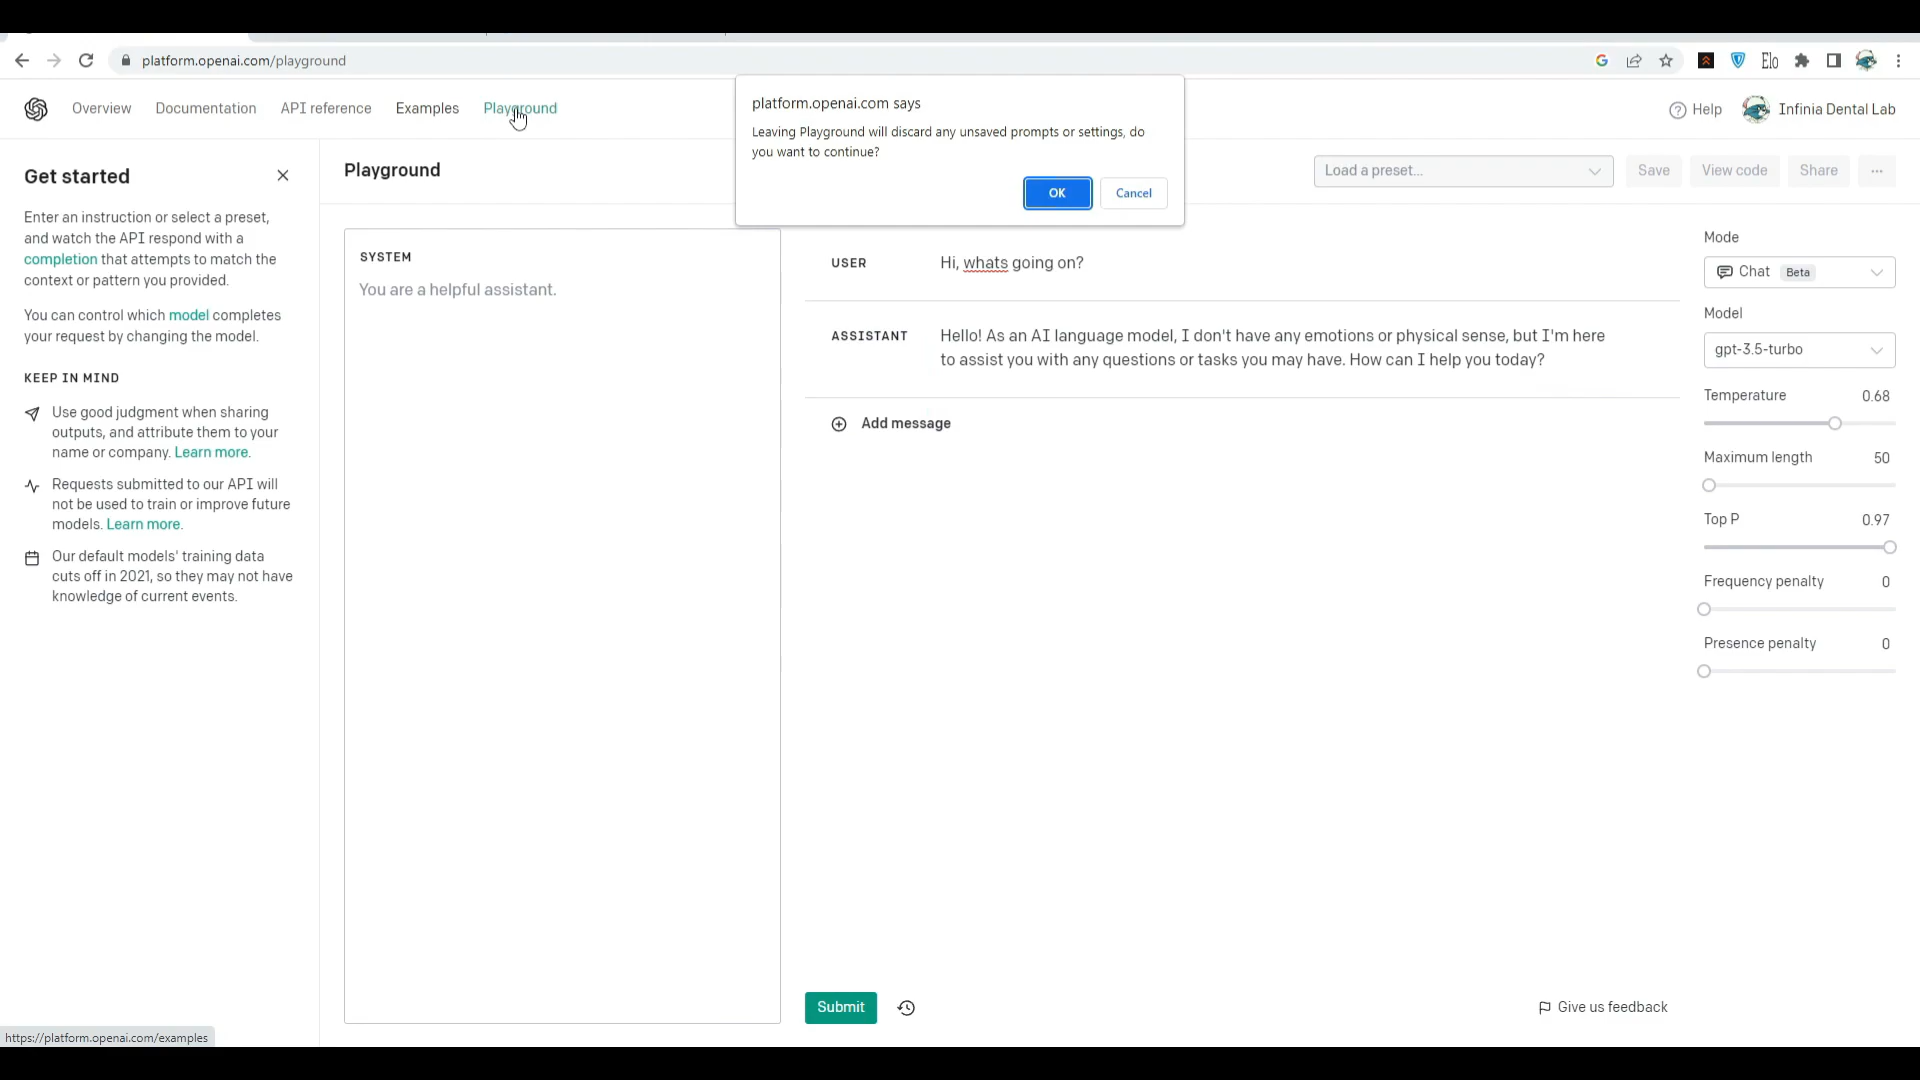 platform.openai.com/playground
Elo
Overview
Documentation
API reference
Examples
Playground
Help
Infinia Dental Lab
platform.openai.com says
Leaving Playground will discard any unsaved prompts or settings, do
you want to continue?
OK
Cancel
Get started
Enter an instruction or select a preset,
and watch the API respond with a
completion that attempts to match the
context or pattern you provided.
You can control which model completes
your request by changing the model.
KEEP IN MIND
Use good judgment when sharing
outputs, and attribute them to your
name or company. Learn more.
Requests submitted to our API will
not be used to train or improve future
models. Learn more.
Our default models' training data
cuts off in 2021, so they may not have
knowledge of current events.
Playground
Load a preset...
Save
View code
Share
...
SYSTEM
You are a helpful assistant.
USER
Hi, whats going on?
ASSISTANT
Hello! As an AI language model, I don't have any emotions or physical sense, but I'm here
to assist you with any questions or tasks you may have. How can I help you today?
Add message
Mode
Chat Beta
Model
gpt-3.5-turbo
Temperature 0.68
Maximum length 50
Top P 0.97
Frequency penalty 0
Presence penalty 0
Submit
Give us feedback
https://platform.openai.com/examples